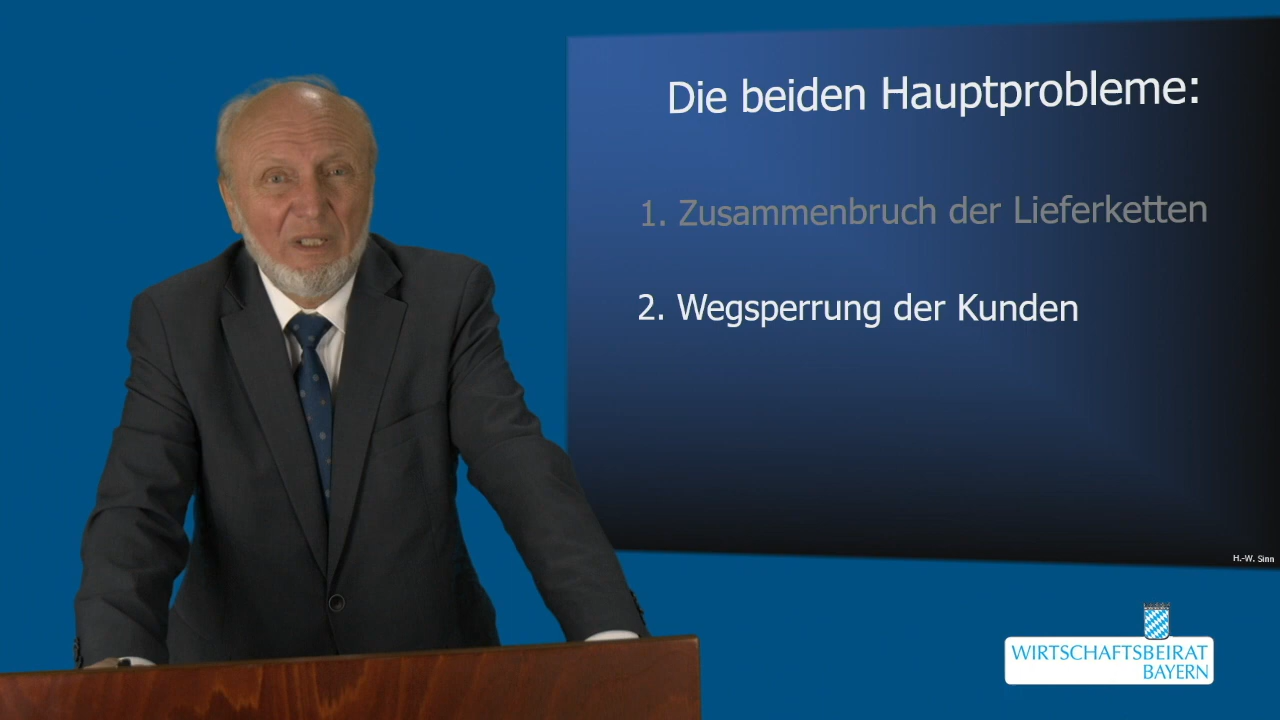 Die beiden Hauptprobleme:
1. Zusammenbruch der Lieferketten
2. Wegsperrung der Kunden
H.-W. Sinn
WIRTSCHAFTSBEIRAT
BAYERN